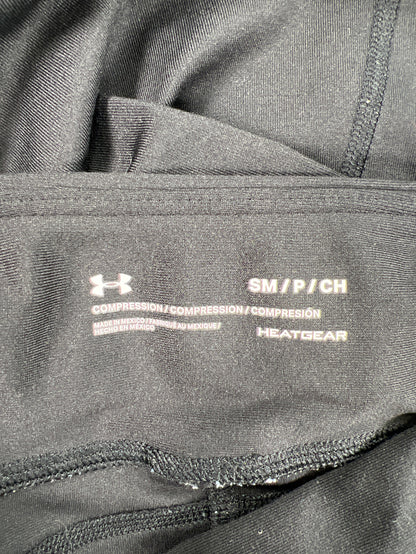 SM / P / CH
COMPRESSION / COMPRESSION / COMPRESIÓN
MADE IN MEXICO / FABRIQUÉ AU MEXIQUE /
HECHO EN MÉXICO
HEATGEAR